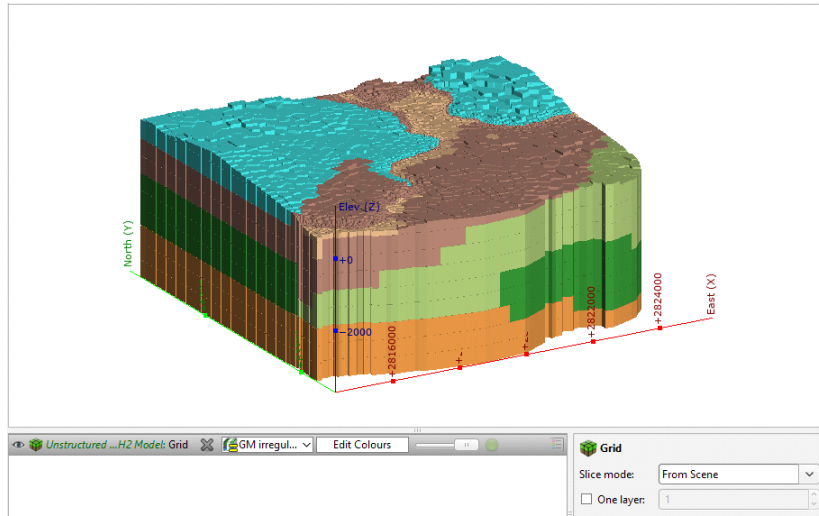 Elev.(Z)
North (Y)
+0
-2000
East (X)
+2816000
+2822000
+2824000
Unstructured ...H2 Model: Grid
GM irregul...
Edit Colours
Grid
Slice mode:
From Scene
One layer:
1